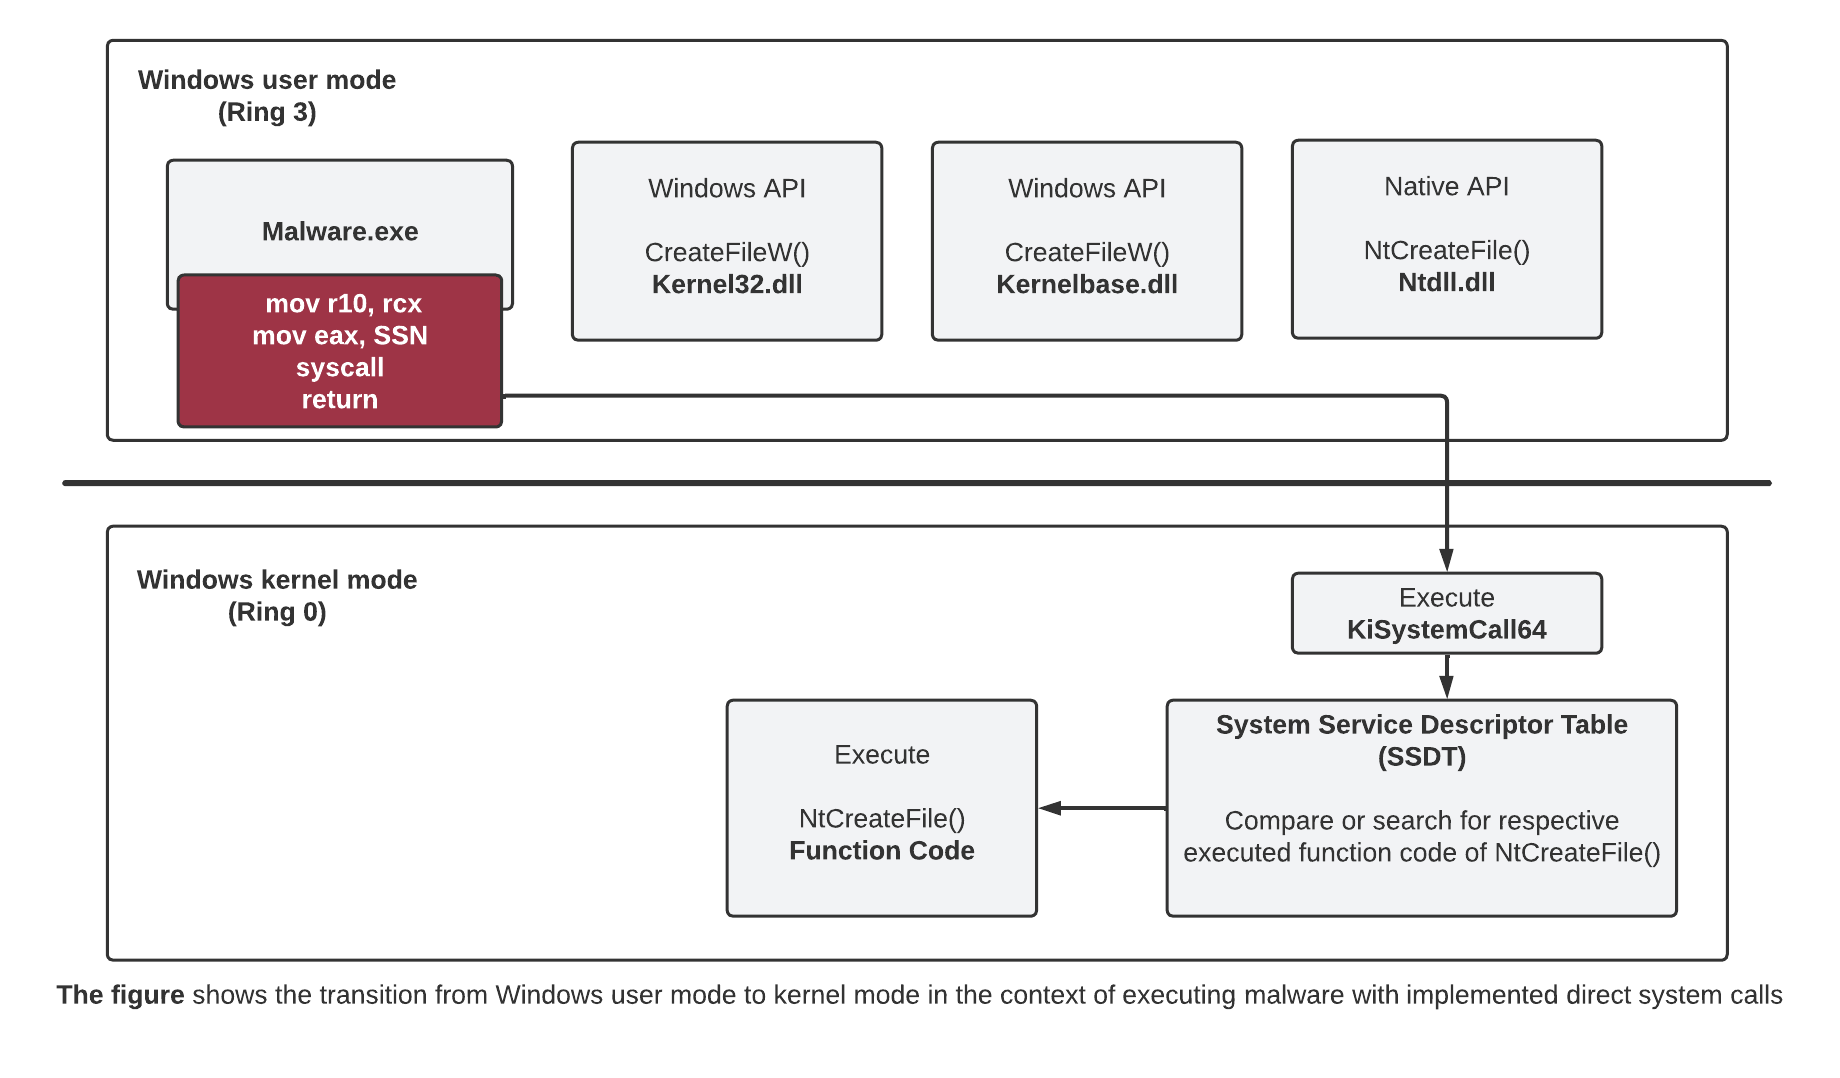 Windows user mode
(Ring 3)
Malware.exe
mov r10, rcx
mov eax, SSN
syscall
return
Windows API
CreateFileW()
Kernel32.dll
Windows API
CreateFileW()
Kernelbase.dll
Native API
NtCreateFile()
Ntdll.dll
Windows kernel mode
(Ring 0)
Execute
KiSystemCall64
System Service Descriptor Table
(SSDT)
Compare or search for respective
executed function code of NtCreateFile()
Execute
NtCreateFile()
Function Code
The figure shows the transition from Windows user mode to kernel mode in the context of executing malware with implemented direct system calls